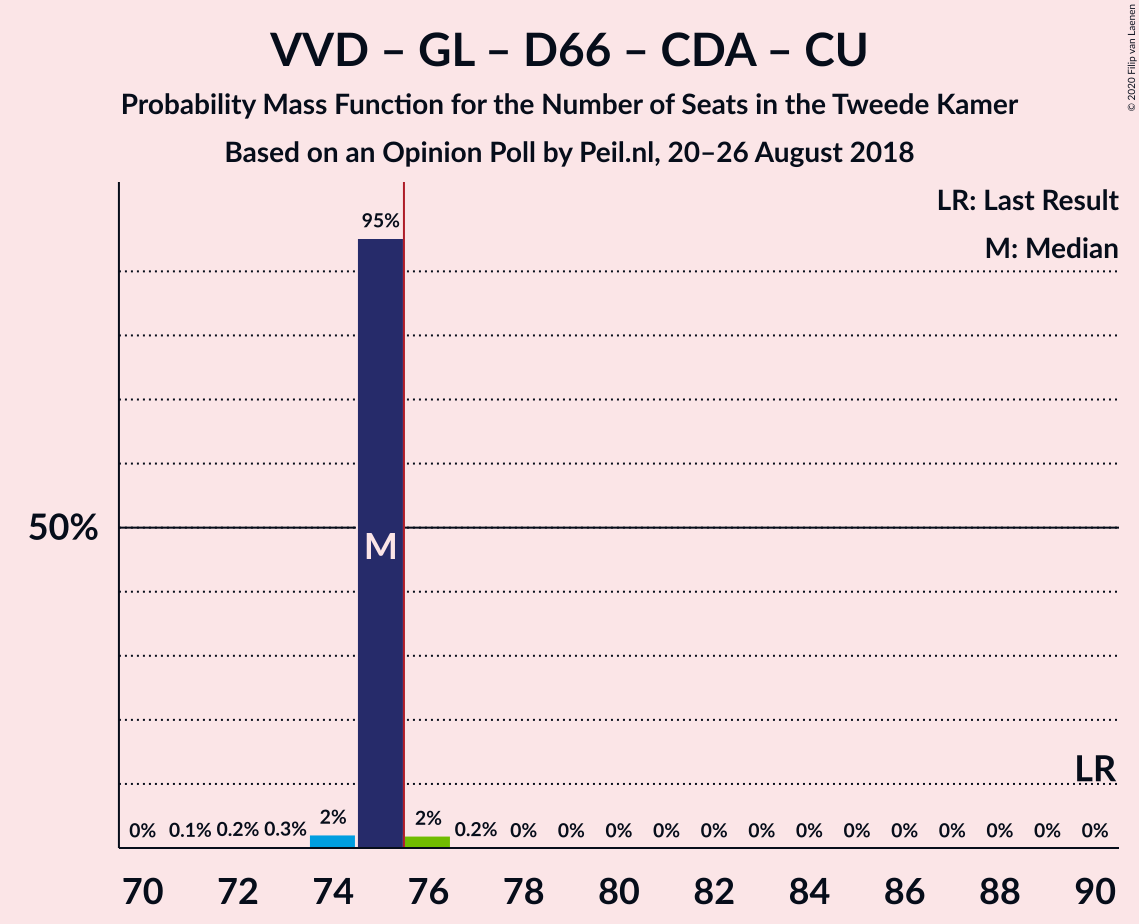 VVD – GL – D66 – CDA – CU
Probability Mass Function for the Number of Seats in the Tweede Kamer
Based on an Opinion Poll by Peil.nl, 20–26 August 2018
© 2020 Filip van Laenen
LR: Last Result
M: Median
95%
50%
M
LR
0% 0.1% 0.2% 0.3% 2% 2% 0.2% 0% 0% 0% 0% 0% 0% 0% 0% 0% 0% 0% 0% 0%
70 72 74 76 78 80 82 84 86 88 90